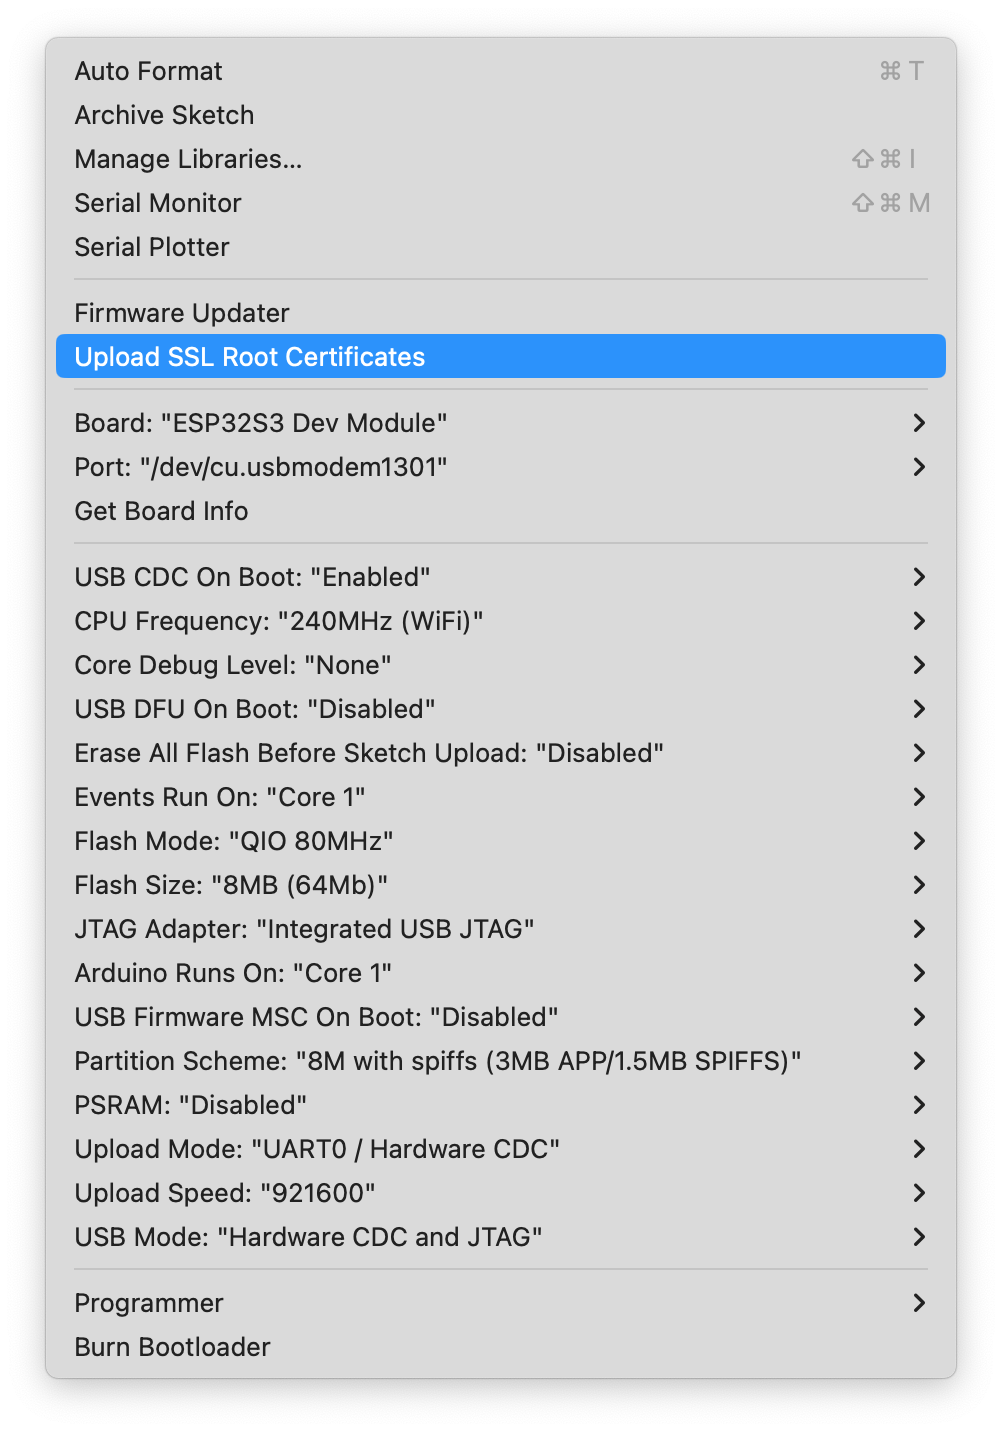 Auto Format ⌘ T
Archive Sketch
Manage Libraries... ⇧ ⌘ I
Serial Monitor ⇧ ⌘ M
Serial Plotter
Firmware Updater
Upload SSL Root Certificates
Board: "ESP32S3 Dev Module"
Port: "/dev/cu.usbmodem1301"
Get Board Info
USB CDC On Boot: "Enabled"
CPU Frequency: "240MHz (WiFi)"
Core Debug Level: "None"
USB DFU On Boot: "Disabled"
Erase All Flash Before Sketch Upload: "Disabled"
Events Run On: "Core 1"
Flash Mode: "QIO 80MHz"
Flash Size: "8MB (64Mb)"
JTAG Adapter: "Integrated USB JTAG"
Arduino Runs On: "Core 1"
USB Firmware MSC On Boot: "Disabled"
Partition Scheme: "8M with spiffs (3MB APP/1.5MB SPIFFS)"
PSRAM: "Disabled"
Upload Mode: "UART0 / Hardware CDC"
Upload Speed: "921600"
USB Mode: "Hardware CDC and JTAG"
Programmer
Burn Bootloader